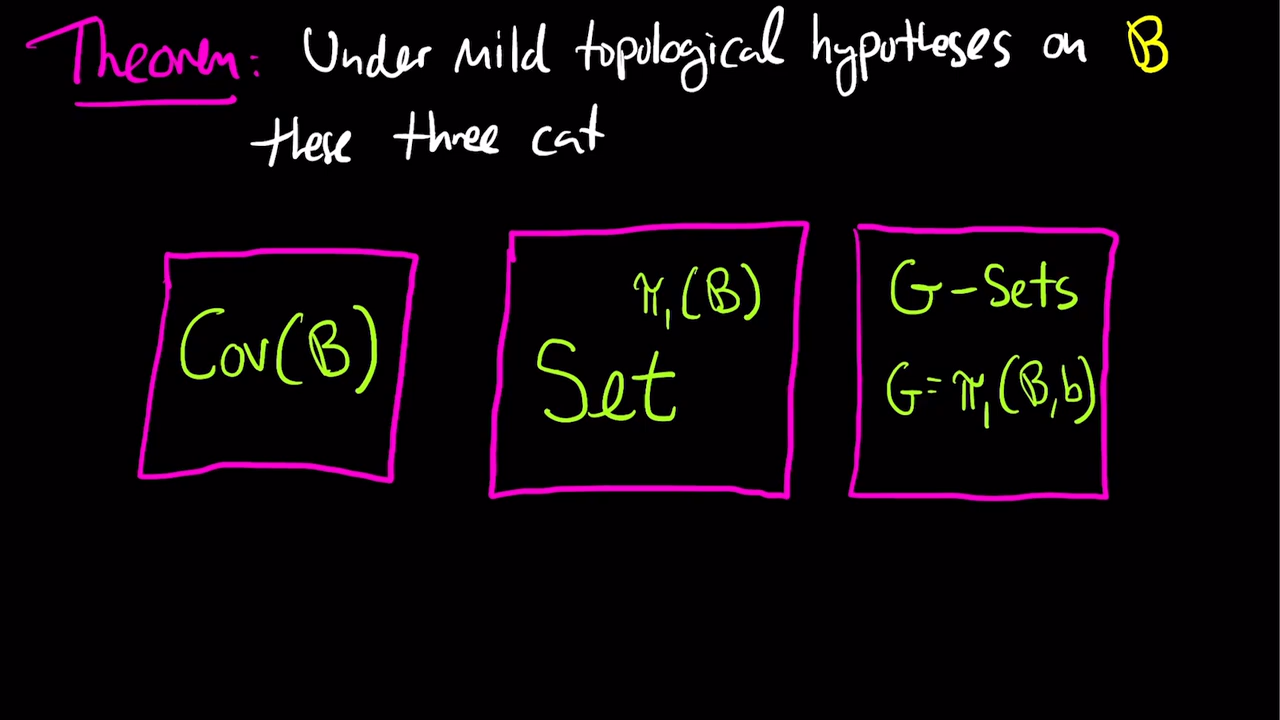 Theorem: Under mild topological hypotheses on B
these three cat
Cov(B)
Set^π₁(B)
G-Sets
G=π₁(B,b)